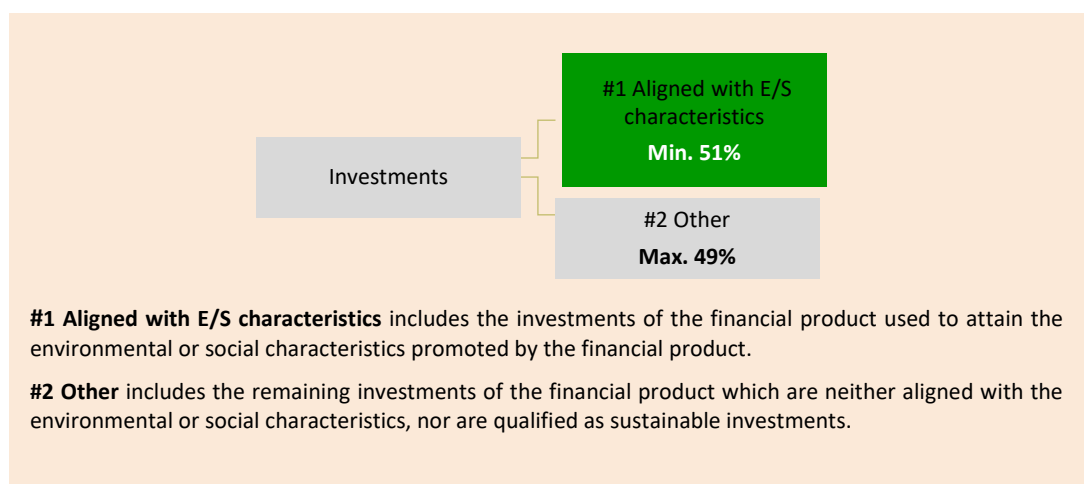 #1 Aligned with E/S
characteristics
Min. 51%
Investments
#2 Other
Max. 49%
#1 Aligned with E/S characteristics includes the investments of the financial product used to attain the
environmental or social characteristics promoted by the financial product.
#2 Other includes the remaining investments of the financial product which are neither aligned with the
environmental or social characteristics, nor are qualified as sustainable investments.